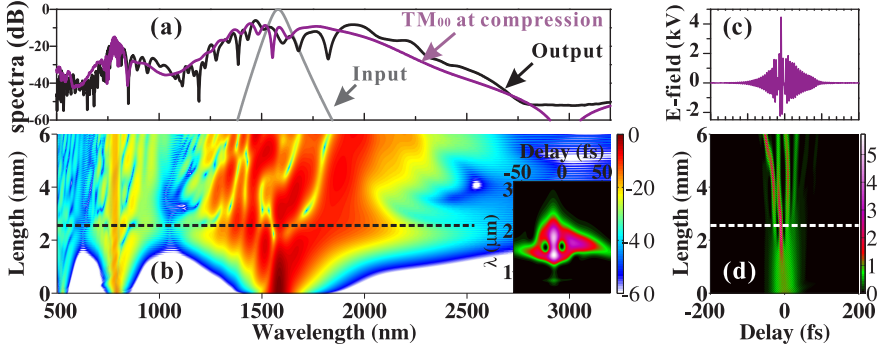 spectra (dB)
0
-20
-40
-60
(a)
TM₀₀ at compression
Output
Input
E-field (kV)
4
2
0
-2
(c)
Length (mm)
6
4
2
0
(b)
500
1000
1500
2000
2500
3000
Wavelength (nm)
Delay (fs)
-50
0
50
λ (μm)
3
2
1
0
-20
-40
-60
Length (mm)
6
4
2
0
(d)
-200
0
200
Delay (fs)
5
4
3
2
1
0